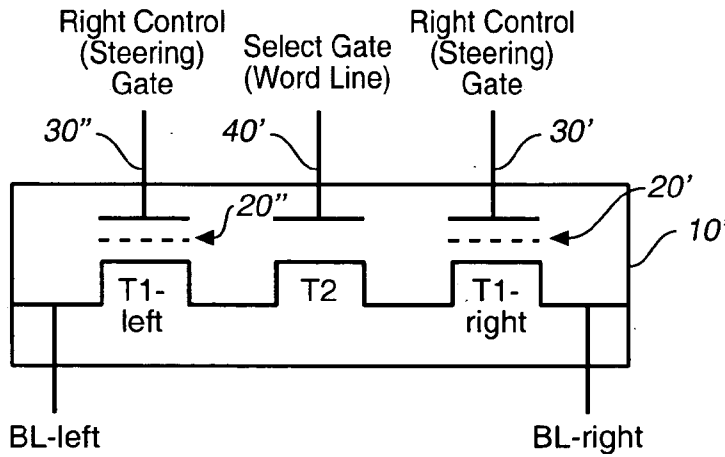 Right Control
(Steering)
Gate
Select Gate
(Word Line)
Right Control
(Steering)
Gate
30"
40'
30'
20"
20'
10'
T1-
left
T2
T1-
right
BL-left
BL-right